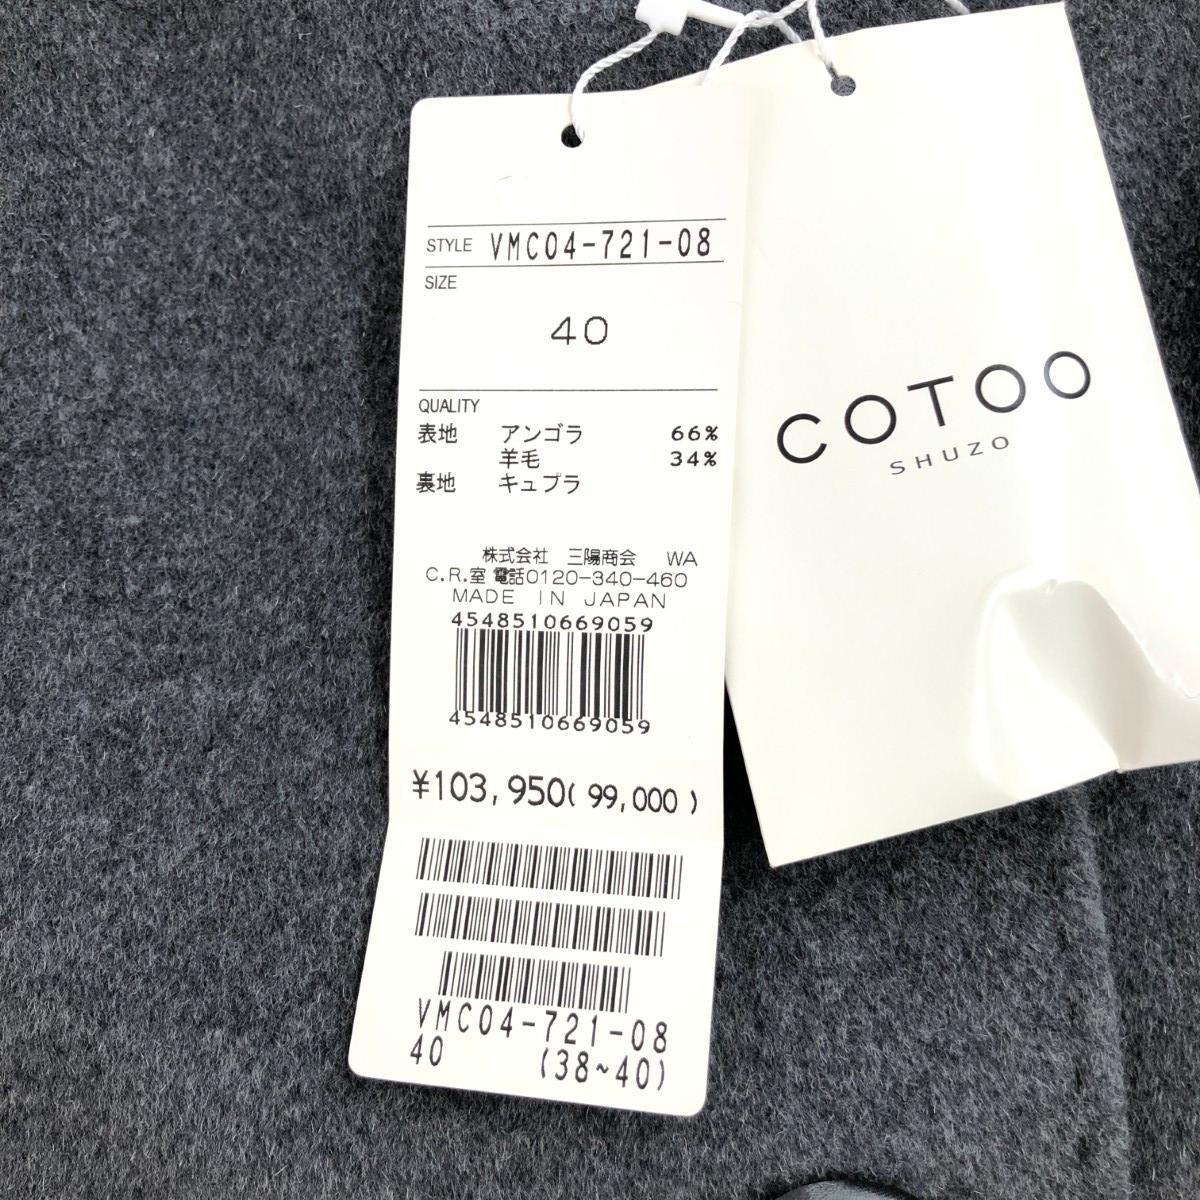 STYLE VMC04-721-08
SIZE
40
QUALITY
表地 アンゴラ 66%
羊毛 34%
裏地 キュプラ
株式会社 三陽商会 WA
C.R.室 電話0120-340-460
MADE IN JAPAN
4548510669059
4548510669059
¥103,950( 99,000 )
VMC04-721-08
40 (38~40)
COTOO
SHUZO